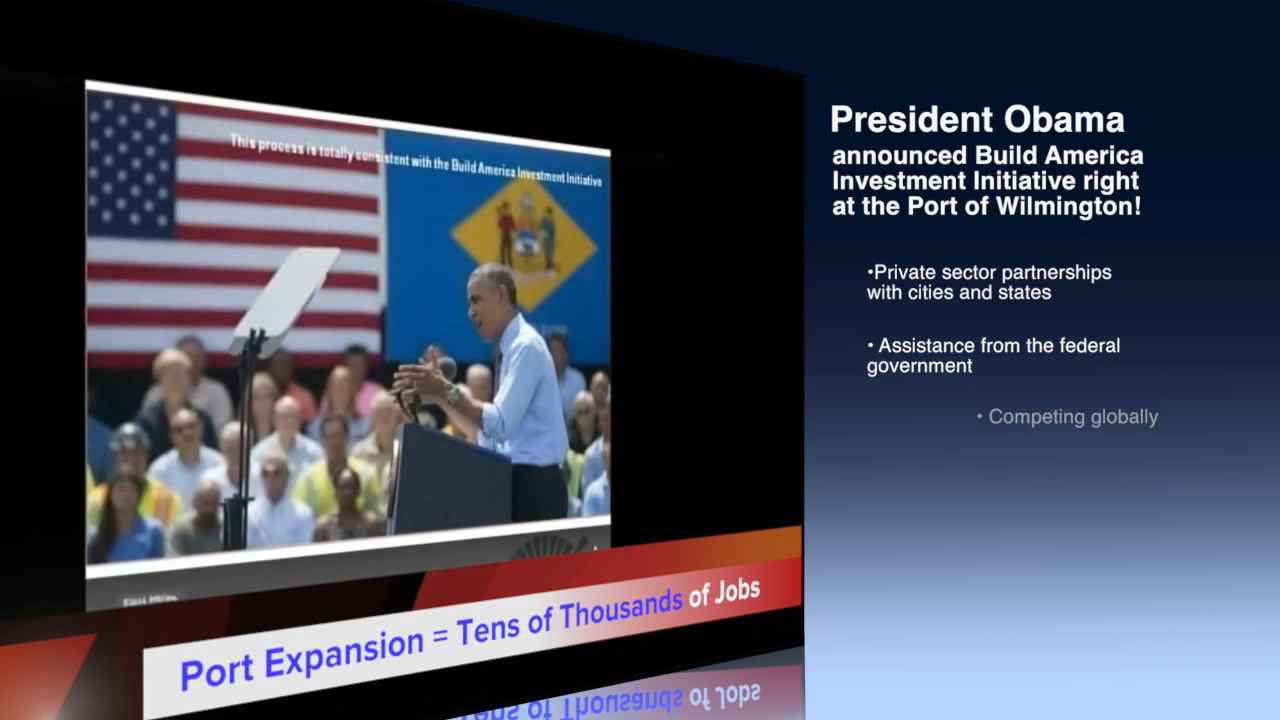 This process is totally consistent with the Build America Investment Initiative
President Obama
announced Build America
Investment Initiative right
at the Port of Wilmington!
•Private sector partnerships
with cities and states
• Assistance from the federal
government
• Competing globally
Port Expansion = Tens of Thousands of Jobs